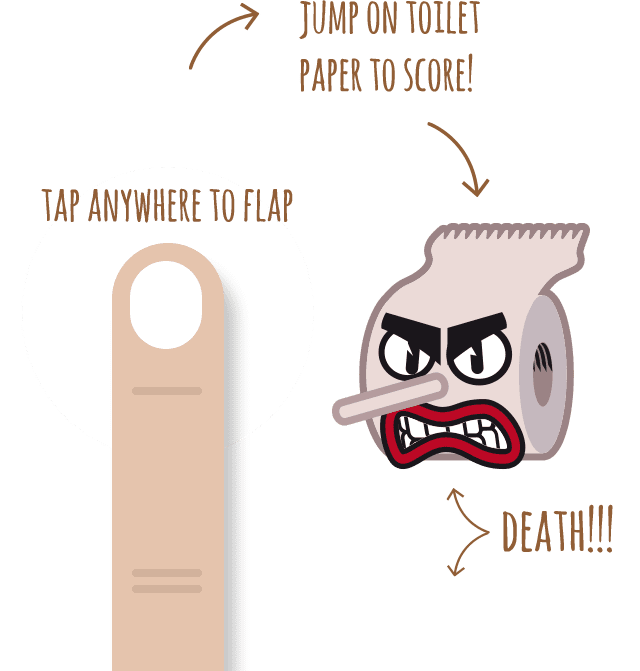 JUMP ON TOILET
PAPER TO SCORE!
TAP ANYWHERE TO FLAP
DEATH!!!